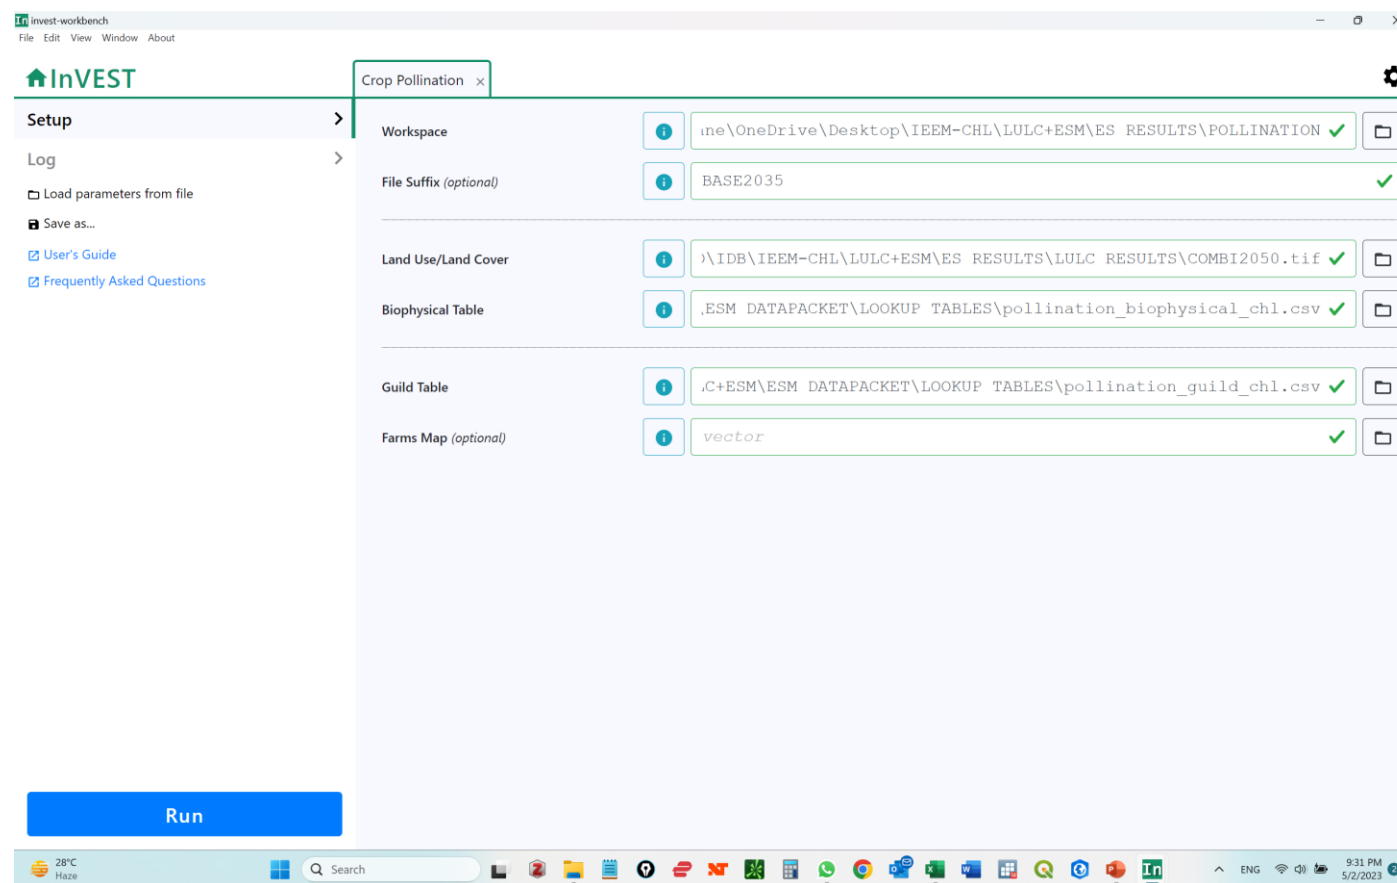 In invest-workbench
File Edit View Window About
InVEST
Crop Pollination ×
Setup
Log
Load parameters from file
Save as...
User's Guide
Frequently Asked Questions
Workspace
ne\OneDrive\Desktop\IEEM-CHL\LULC+ESM\ES RESULTS\POLLINATION
File Suffix (optional)
BASE2035
Land Use/Land Cover
\IDB\IEEM-CHL\LULC+ESM\ES RESULTS\LULC RESULTS\COMBI2050.tif
Biophysical Table
ESM DATAPACKET\LOOKUP TABLES\pollination_biophysical_chl.csv
Guild Table
C+ESM\ESM DATAPACKET\LOOKUP TABLES\pollination_guild_chl.csv
Farms Map (optional)
vector
Run
28°C
Haze
Search
In
ENG
9:31 PM
5/2/2023